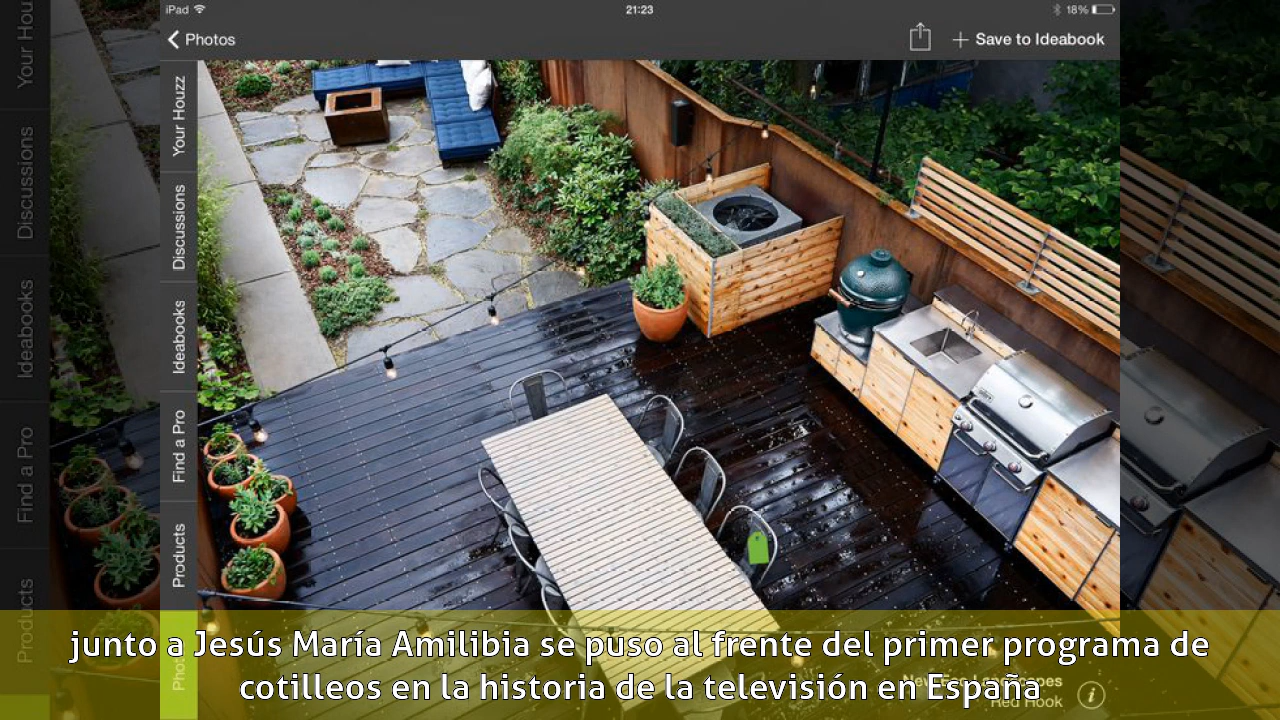 iPad
21:23
18%
Photos
Save to Ideabook
Your Houzz
Discussions
Ideabooks
Find a Pro
Products
Your Hou
Discussions
Ideabooks
Find a Pro
Products
junto a Jesús María Amilibia se puso al frente del primer programa de
cotilleos en la historia de la televisión en España
Red Hook